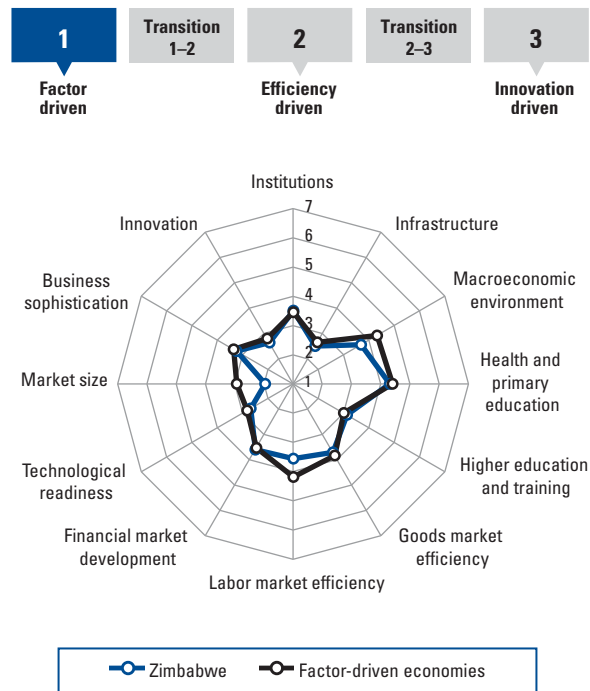 1
Transition
1–2
2
Transition
2–3
3
Factor
driven
Efficiency
driven
Innovation
driven
Institutions
7
Innovation
Infrastructure
6
5
Business
sophistication
Macroeconomic
environment
4
3
2
Market size
1
Health and
primary
education
Technological
readiness
Higher education
and training
Financial market
development
Goods market
efficiency
Labor market efficiency
Zimbabwe
Factor-driven economies